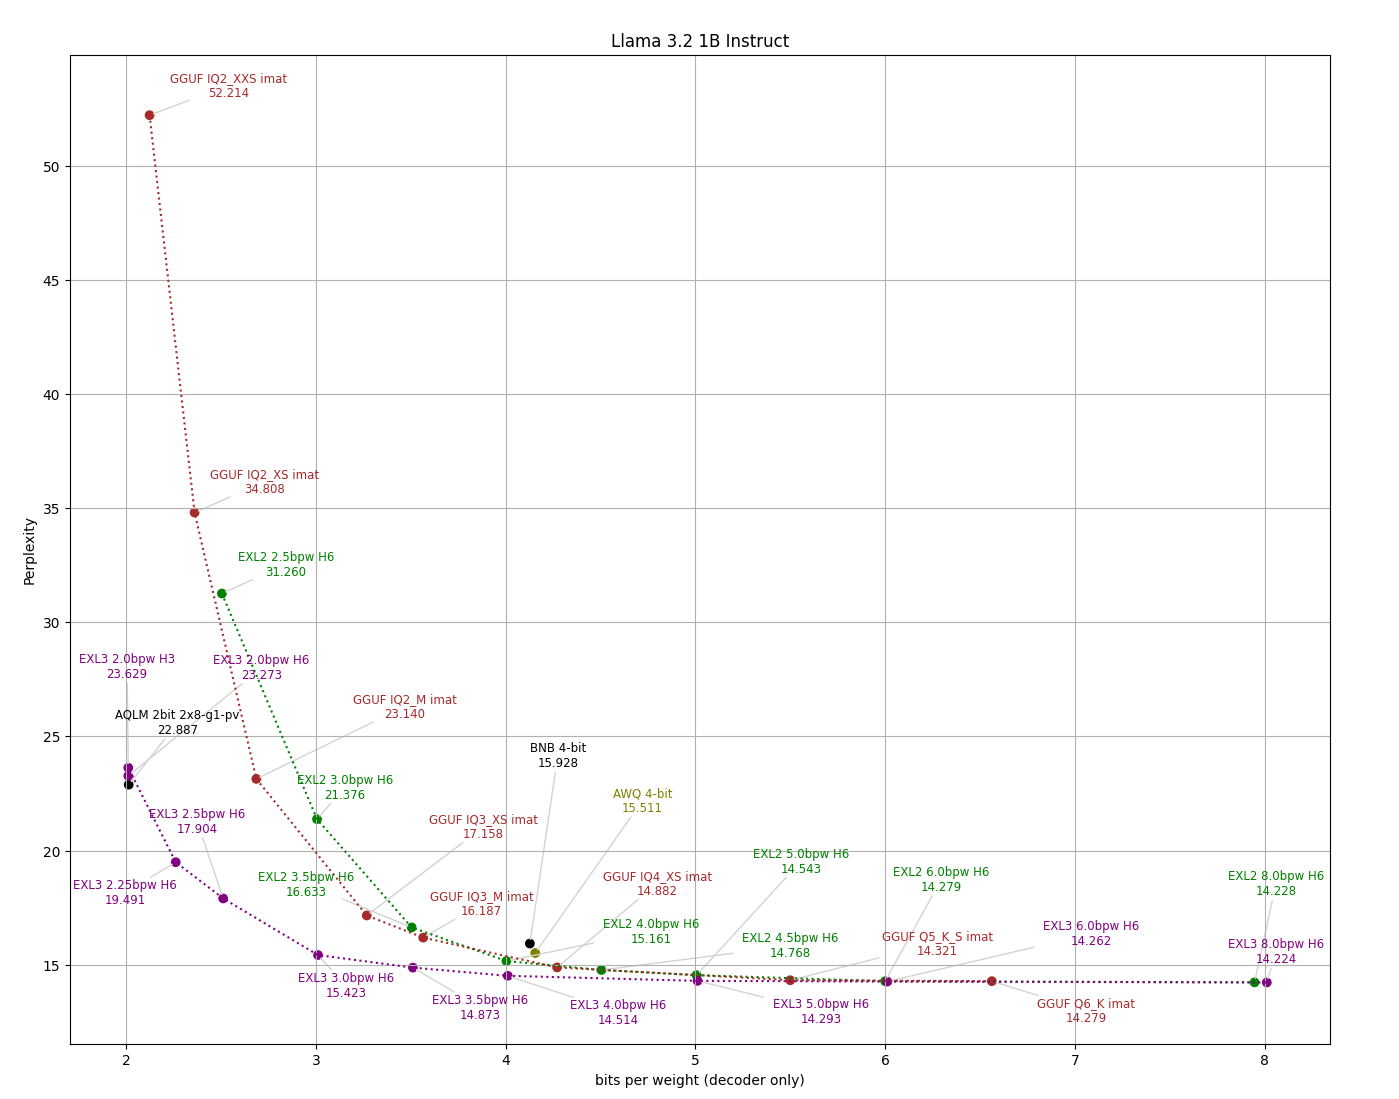 Llama 3.2 1B Instruct
GGUF IQ2_XXS imat
52.214
50
45
40
35
30
25
20
15
Perplexity
GGUF IQ2_XS imat
34.808
EXL2 2.5bpw H6
31.260
EXL3 2.0bpw H3
23.629
EXL3 2.0bpw H6
23.273
AQLM 2bit 2x8-g1-pv
22.887
GGUF IQ2_M imat
23.140
BNB 4-bit
15.928
EXL2 3.0bpw H6
21.376
AWQ 4-bit
15.511
EXL3 2.5bpw H6
17.904
GGUF IQ3_XS imat
17.158
EXL2 5.0bpw H6
14.543
EXL3 2.25bpw H6
19.491
EXL2 3.5bpw H6
16.633
GGUF IQ4_XS imat
14.882
EXL2 6.0bpw H6
14.279
EXL2 8.0bpw H6
14.228
GGUF IQ3_M imat
16.187
EXL2 4.0bpw H6
15.161
EXL2 4.5bpw H6
14.768
GGUF Q5_K_S imat
14.321
EXL3 6.0bpw H6
14.262
EXL3 8.0bpw H6
14.224
EXL3 3.0bpw H6
15.423
EXL3 3.5bpw H6
14.873
EXL3 4.0bpw H6
14.514
EXL3 5.0bpw H6
14.293
GGUF Q6_K imat
14.279
2
3
4
5
6
7
8
bits per weight (decoder only)